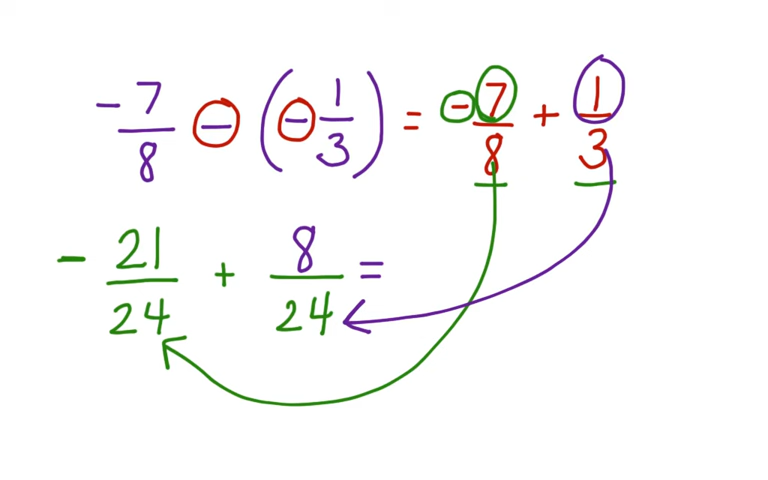 -7/8 - (-1/3) = -7/8 + 1/3
-21/24 + 8/24 =